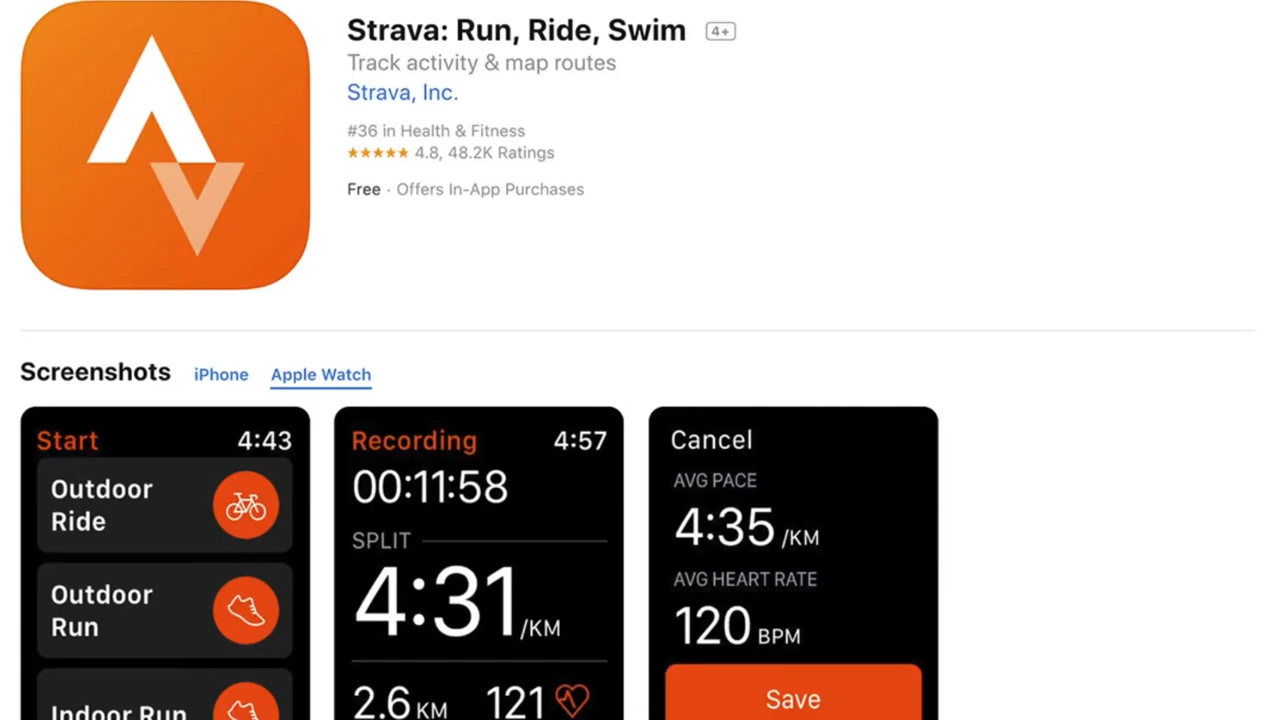 Strava: Run, Ride, Swim 4+
Track activity & map routes
Strava, Inc.
#36 in Health & Fitness
★★★★★ 4.8, 48.2K Ratings
Free · Offers In-App Purchases
Screenshots iPhone Apple Watch
Start 4:43
Outdoor
Ride
Outdoor
Run
Indoor Run
Recording 4:57
00:11:58
SPLIT
4:31/KM
2.6 KM 121
Cancel
AVG PACE
4:35 /KM
AVG HEART RATE
120 BPM
Save